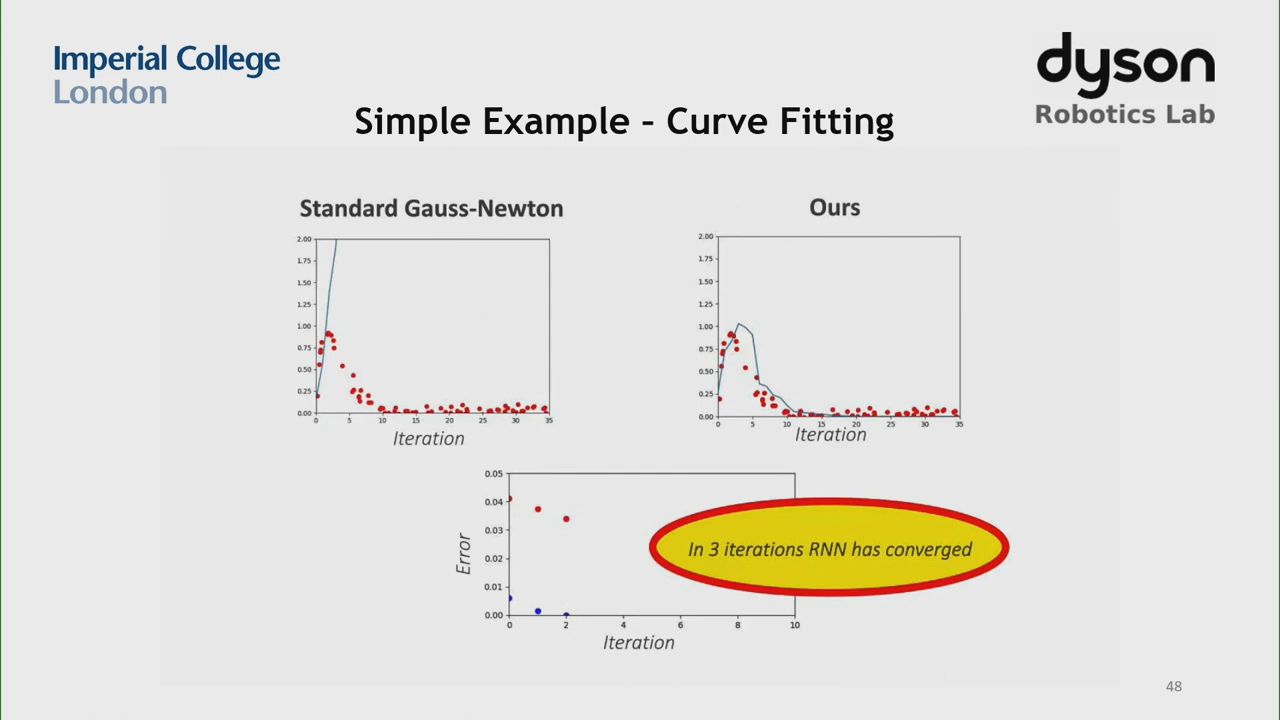 Imperial College
London
dyson
Robotics Lab
Simple Example – Curve Fitting
Standard Gauss-Newton
Ours
2.00
1.75
1.50
1.25
1.00
0.75
0.50
0.25
0.00
0 5 10 15 20 25 30 35
Iteration
2.00
1.75
1.50
1.25
1.00
0.75
0.50
0.25
0.00
0 5 10 15 20 25 30 35
Iteration
0.05
0.04
0.03
0.02
0.01
0.00
Error
0 2 4 6 8 10
Iteration
In 3 iterations RNN has converged
48